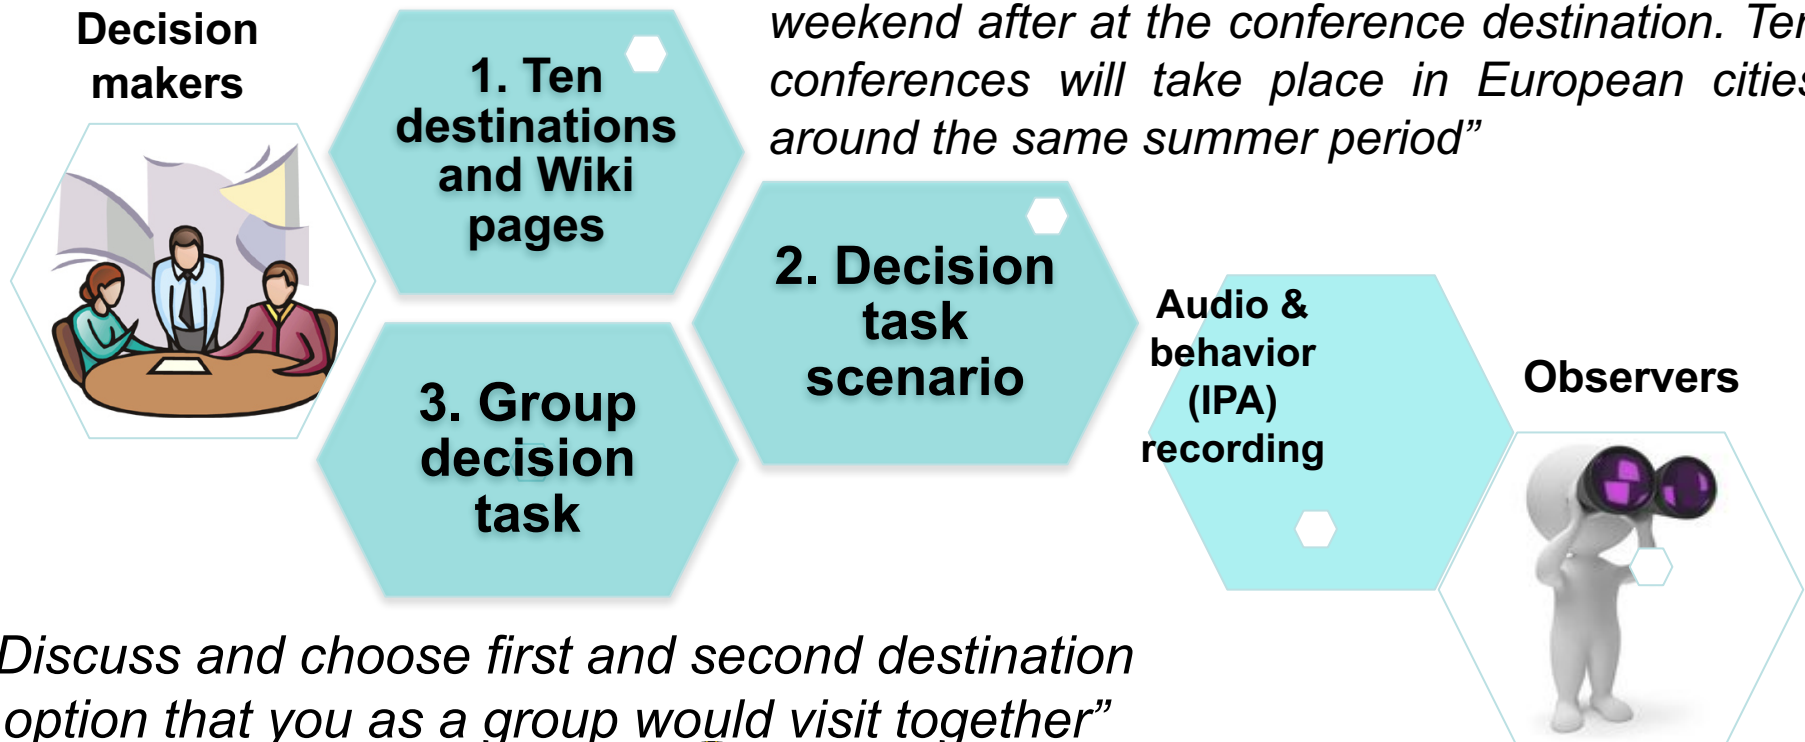 Decision
makers
1. Ten
destinations
and Wiki
pages
weekend after at the conference destination. Ten
conferences will take place in European cities
around the same summer period”
2. Decision
task
scenario
3. Group
decision
task
Audio &
behavior
(IPA)
recording
Observers
Discuss and choose first and second destination
option that you as a group would visit together”